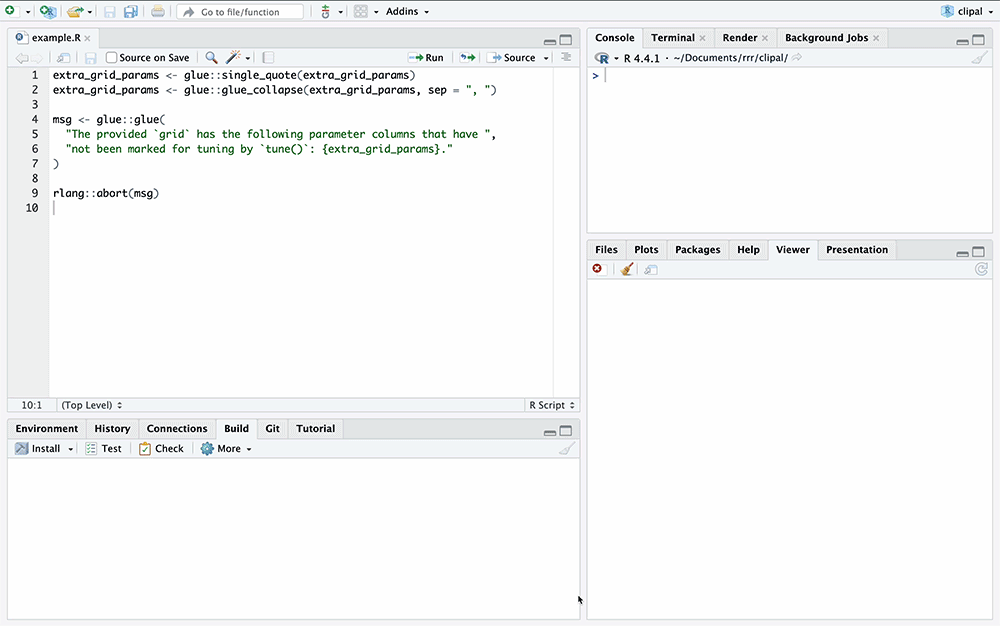 Go to file/function
Addins
clipal
example.R
Source on Save
Run
Source
1 extra_grid_params <- glue::single_quote(extra_grid_params)
2 extra_grid_params <- glue::glue_collapse(extra_grid_params, sep = ", ")
3
4 msg <- glue::glue(
5 "The provided `grid` has the following parameter columns that have ",
6 "not been marked for tuning by `tune()`: {extra_grid_params}."
7 )
8
9 rlang::abort(msg)
10
10:1 (Top Level) R Script
Environment History Connections Build Git Tutorial
Install Test Check More
Console Terminal Render Background Jobs
R 4.4.1 · ~/Documents/rrr/clipal/
>
Files Plots Packages Help Viewer Presentation